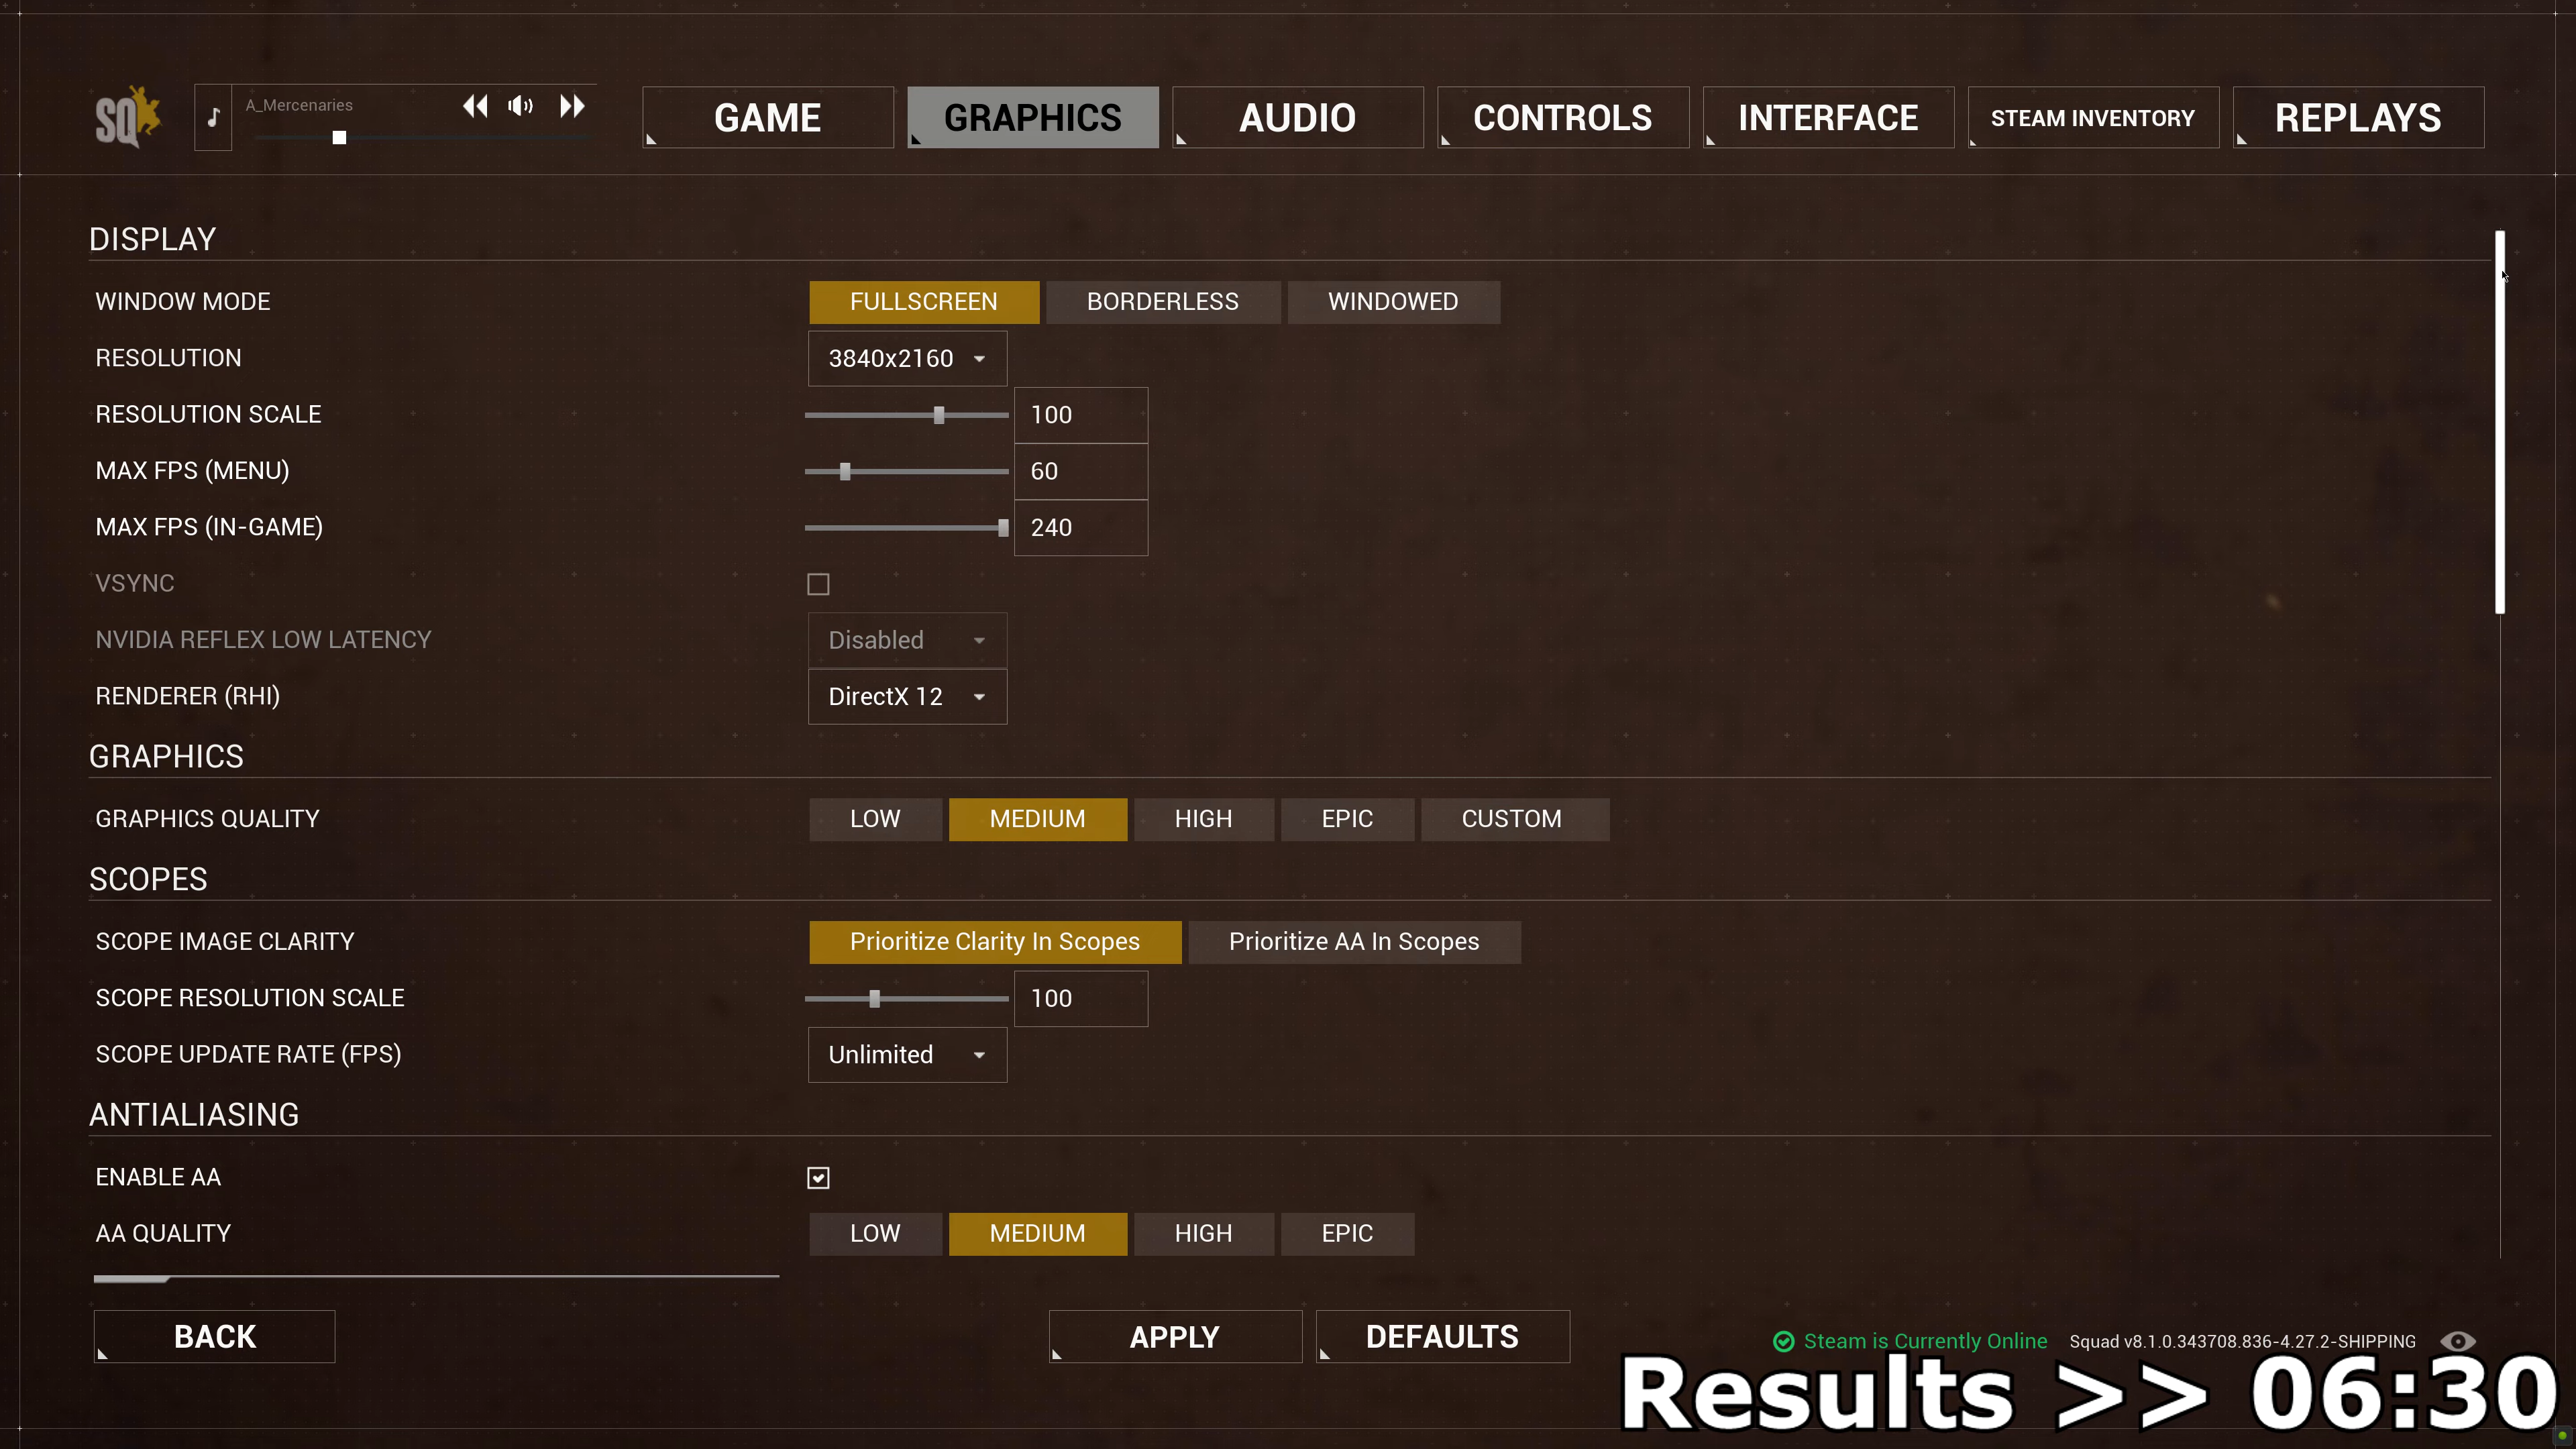 SQ
A_Mercenaries
GAME
GRAPHICS
AUDIO
CONTROLS
INTERFACE
STEAM INVENTORY
REPLAYS
DISPLAY
WINDOW MODE FULLSCREEN BORDERLESS WINDOWED
RESOLUTION 3840x2160
RESOLUTION SCALE 100
MAX FPS (MENU) 60
MAX FPS (IN-GAME) 240
VSYNC
NVIDIA REFLEX LOW LATENCY Disabled
RENDERER (RHI) DirectX 12
GRAPHICS
GRAPHICS QUALITY LOW MEDIUM HIGH EPIC CUSTOM
SCOPES
SCOPE IMAGE CLARITY Prioritize Clarity In Scopes Prioritize AA In Scopes
SCOPE RESOLUTION SCALE 100
SCOPE UPDATE RATE (FPS) Unlimited
ANTIALIASING
ENABLE AA
AA QUALITY LOW MEDIUM HIGH EPIC
BACK
APPLY
DEFAULTS
Steam is Currently Online
Squad v8.1.0.343708.836-4.27.2-SHIPPING
Results >> 06:30